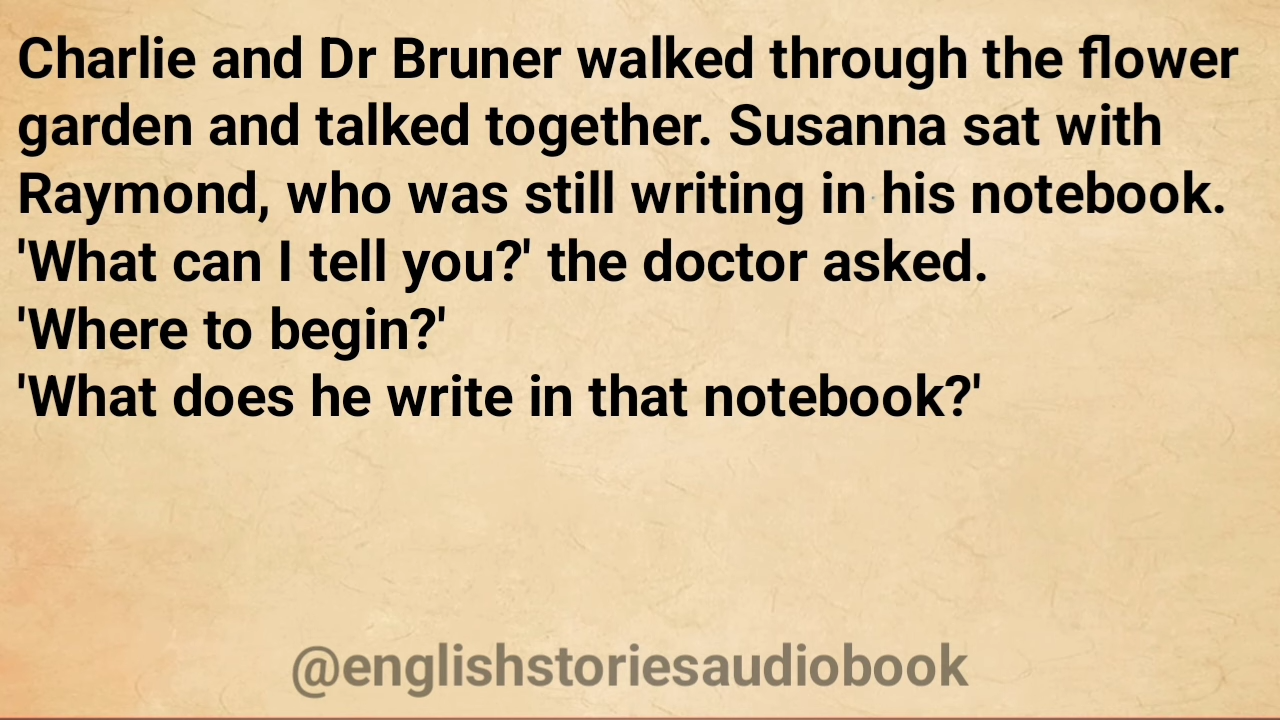 Charlie and Dr Bruner walked through the flower
garden and talked together. Susanna sat with
Raymond, who was still writing in his notebook.
'What can I tell you?' the doctor asked.
'Where to begin?'
'What does he write in that notebook?'
@englishstoriesaudiobook